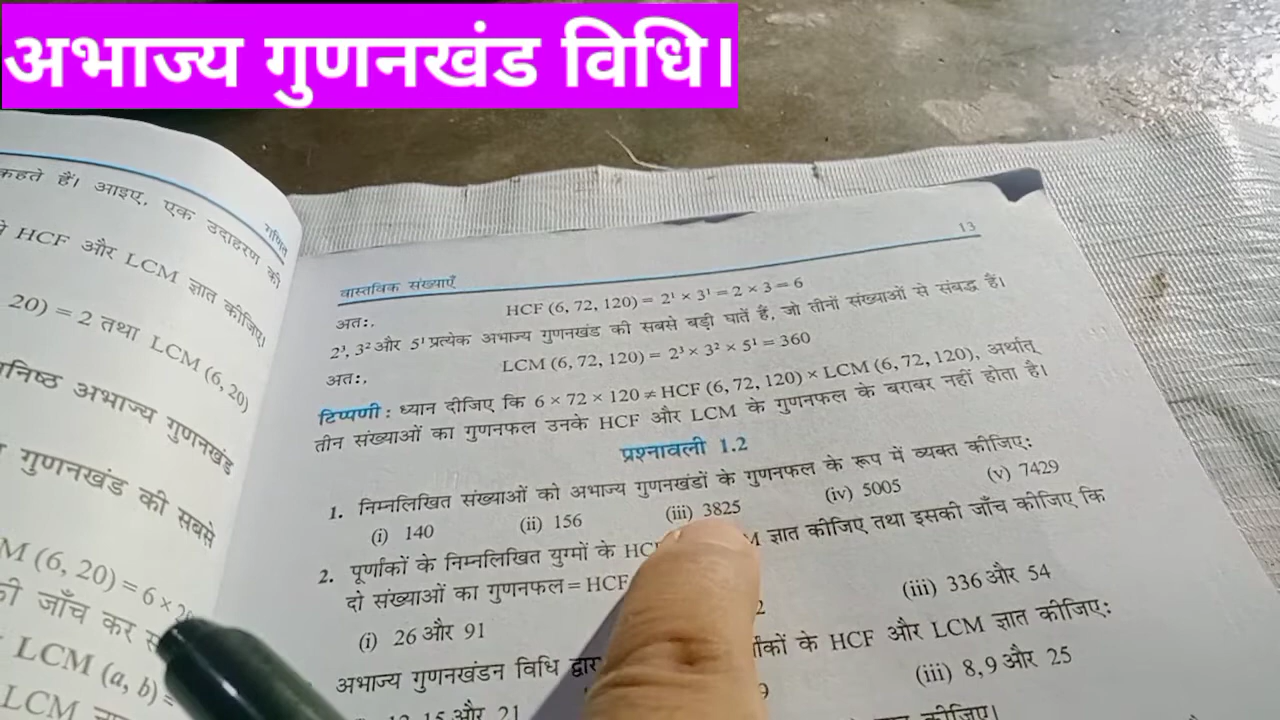 अभाज्य गुणनखंड विधि।
कहते हैं। आइए, एक उदाहरण की
गणित
HCF और LCM ज्ञात कीजिए।
20) = 2 तथा LCM (6, 20)
अभाज्य गुणनखंड
गुणनखंड की सबसे
(6, 20) = 6 ×
की जाँच कर
LCM (a, b) =
LCM
वास्तविक संख्याएँ
13
अतः, HCF (6, 72, 120) = 2¹ × 3¹ = 2 × 3 = 6
2³, 3² और 5¹ प्रत्येक अभाज्य गुणनखंड की सबसे बड़ी घातें हैं, जो तीनों संख्याओं से संबद्ध हैं।
अतः, LCM (6, 72, 120) = 2³ × 3² × 5¹ = 360
टिप्पणी : ध्यान दीजिए कि 6 × 72 × 120 ≠ HCF (6, 72, 120) × LCM (6, 72, 120), अर्थात्
तीन संख्याओं का गुणनफल उनके HCF और LCM के गुणनफल के बराबर नहीं होता है।
प्रश्नावली 1.2
1. निम्नलिखित संख्याओं को अभाज्य गुणनखंडों के गुणनफल के रूप में व्यक्त कीजिए:
(i) 140 (ii) 156 (iii) 3825 (iv) 5005 (v) 7429
2. पूर्णांकों के निम्नलिखित युग्मों के ज्ञात कीजिए तथा इसकी जाँच कीजिए कि
दो संख्याओं का गुणनफल = HCF
(i) 26 और 91 (iii) 336 और 54
अभाज्य गुणनखंडन विधि द्वारा के HCF और LCM ज्ञात कीजिए:
15 और 21 (iii) 8, 9 और 25
कीजिए।